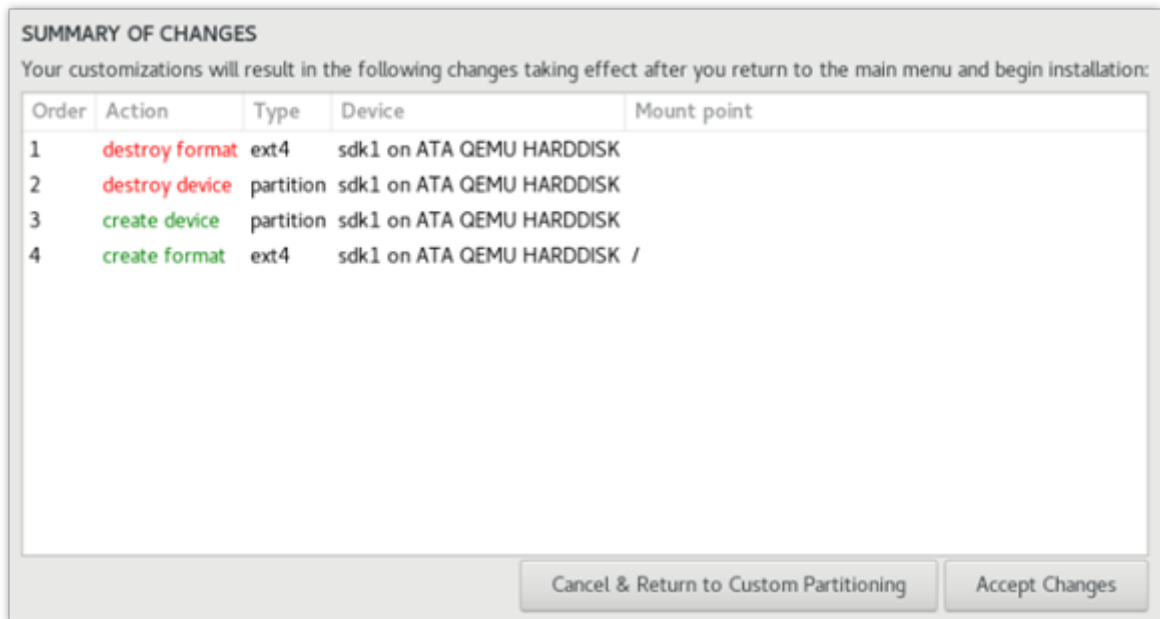 SUMMARY OF CHANGES
Your customizations will result in the following changes taking effect after you return to the main menu and begin installation:
Order Action Type Device Mount point
1 destroy format ext4 sdk1 on ATA QEMU HARDDISK
2 destroy device partition sdk1 on ATA QEMU HARDDISK
3 create device partition sdk1 on ATA QEMU HARDDISK
4 create format ext4 sdk1 on ATA QEMU HARDDISK /
Cancel & Return to Custom Partitioning Accept Changes